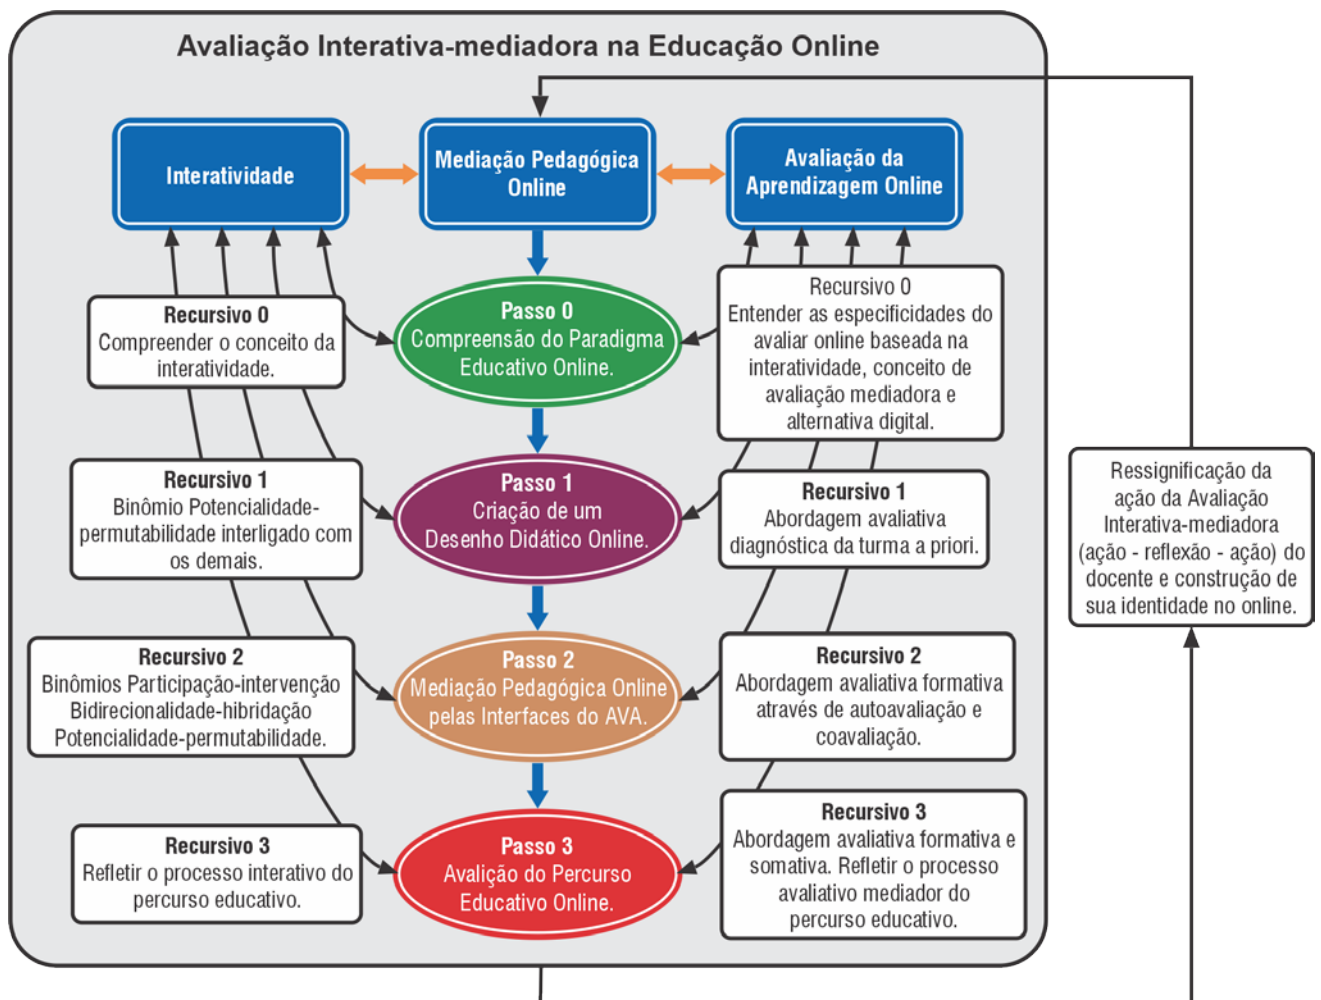 Avaliação Interativa-mediadora na Educação Online
Interatividade
Mediação Pedagógica
Online
Avaliação da
Aprendizagem Online
Recursivo 0
Compreender o conceito da
interatividade.
Passo 0
Compreensão do Paradigma
Educativo Online.
Recursivo 0
Entender as especificidades do
avaliar online baseada na
interatividade, conceito de
avaliação mediadora e
alternativa digital.
Recursivo 1
Binômio Potencialidade-
permutabilidade interligado com
os demais.
Passo 1
Criação de um
Desenho Didático Online.
Recursivo 1
Abordagem avaliativa
diagnóstica da turma a priori.
Recursivo 2
Binômios Participação-intervenção
Bidirecionalidade-hibridação
Potencialidade-permutabilidade.
Passo 2
Mediação Pedagógica Online
pelas Interfaces do AVA.
Recursivo 2
Abordagem avaliativa formativa
através de autoavaliação e
coavaliação.
Recursivo 3
Refletir o processo interativo do
percurso educativo.
Passo 3
Avalição do Percurso
Educativo Online.
Recursivo 3
Abordagem avaliativa formativa e
somativa. Refletir o processo
avaliativo mediador do
percurso educativo.
Ressignificação da
ação da Avaliação
Interativa-mediadora
(ação - reflexão - ação) do
docente e construção de
sua identidade no online.